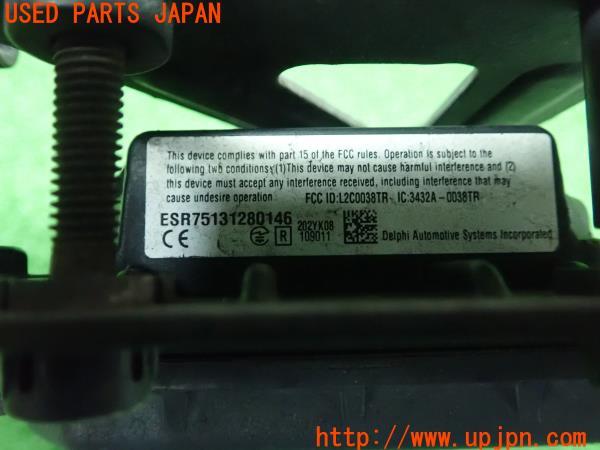 USED PARTS JAPAN
This device complies with part 15 of the FCC rules. Operation is subject to the
following two conditions:(1)This device may not cause harmful interference and (2)
this device must accept any interference received, including interference that may
cause undesire operation. FCC ID:L2C0038TR IC:3432A-0038TR
ESR75131280146
CE R 202YK08
109011 Delphi Automotive Systems Incorporated
http://www.upjpn.com